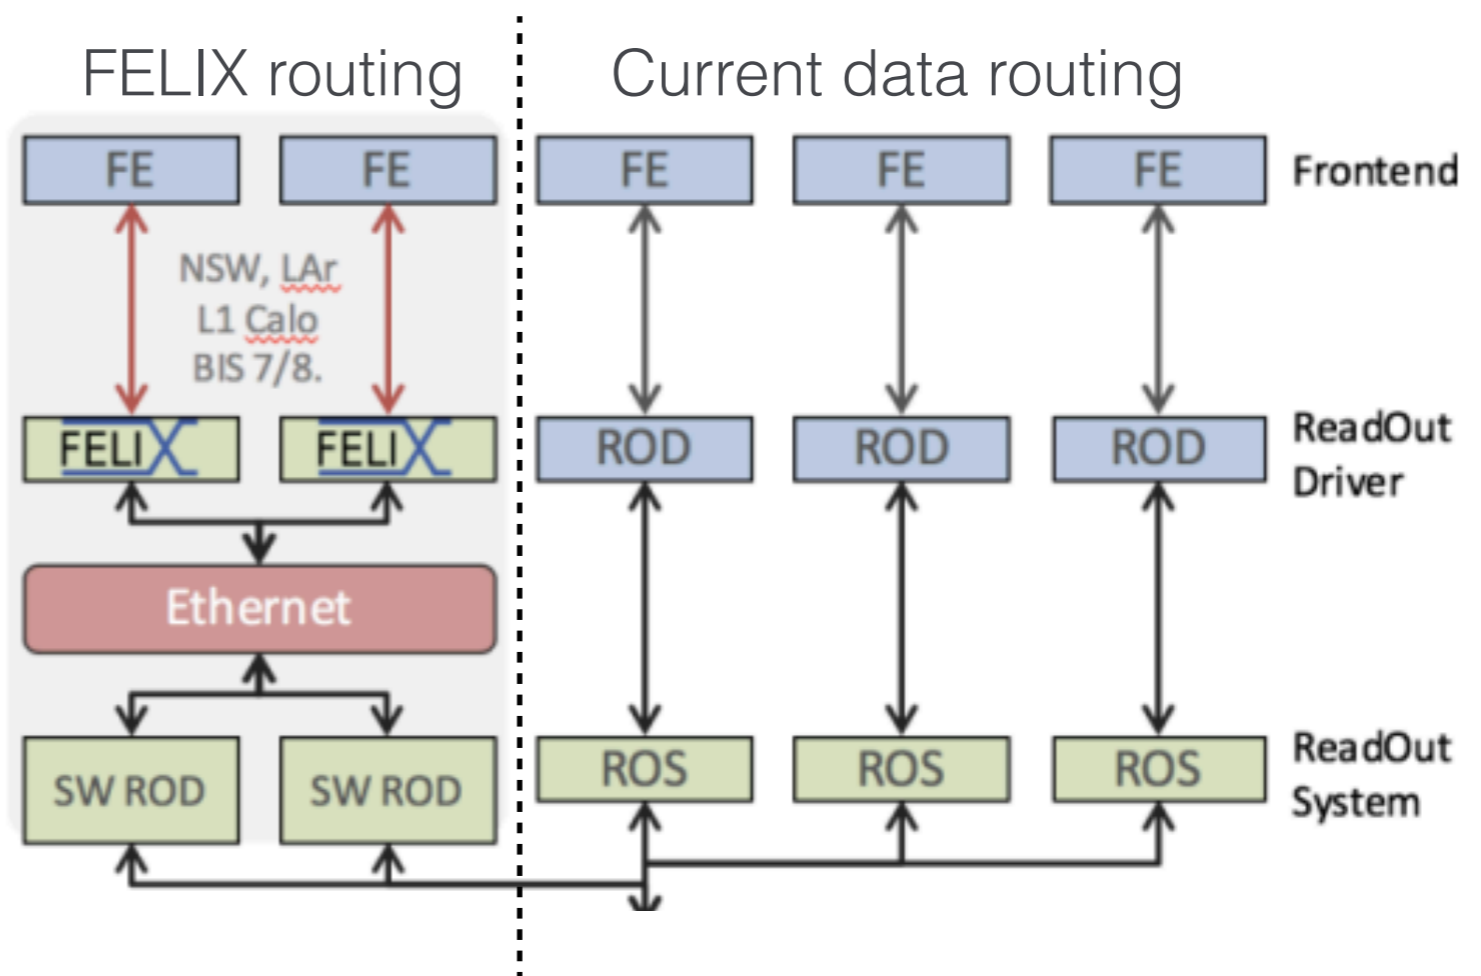 FELIX routing
Current data routing
FE
FE
FE
FE
FE
Frontend
NSW, LAr
L1 Calo
BIS 7/8.
FELIX
FELIX
ROD
ROD
ROD
ReadOut
Driver
Ethernet
SW ROD
SW ROD
ROS
ROS
ROS
ReadOut
System